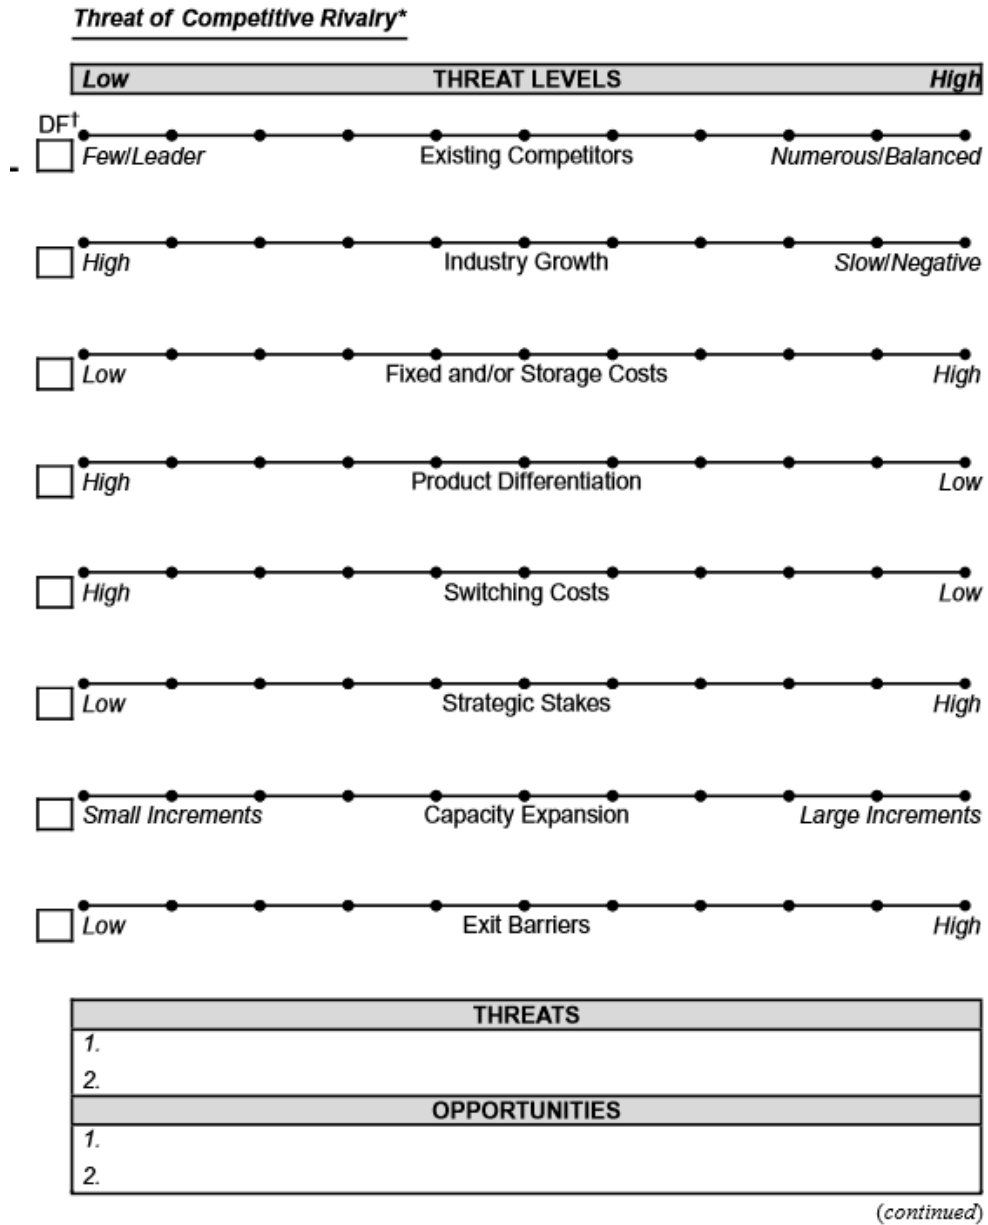 Threat of Competitive Rivalry*
Low THREAT LEVELS High
DF†
Few/Leader Existing Competitors Numerous/Balanced
High Industry Growth Slow/Negative
Low Fixed and/or Storage Costs High
High Product Differentiation Low
High Switching Costs Low
Low Strategic Stakes High
Small Increments Capacity Expansion Large Increments
Low Exit Barriers High
THREATS
1.
2.
OPPORTUNITIES
1.
2.
(continued)